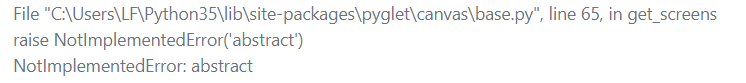 File "C:\Users\LF\Python35\lib\site-packages\pyglet\canvas\base.py", line 65, in get_screens
raise NotImplementedError('abstract')
NotImplementedError: abstract